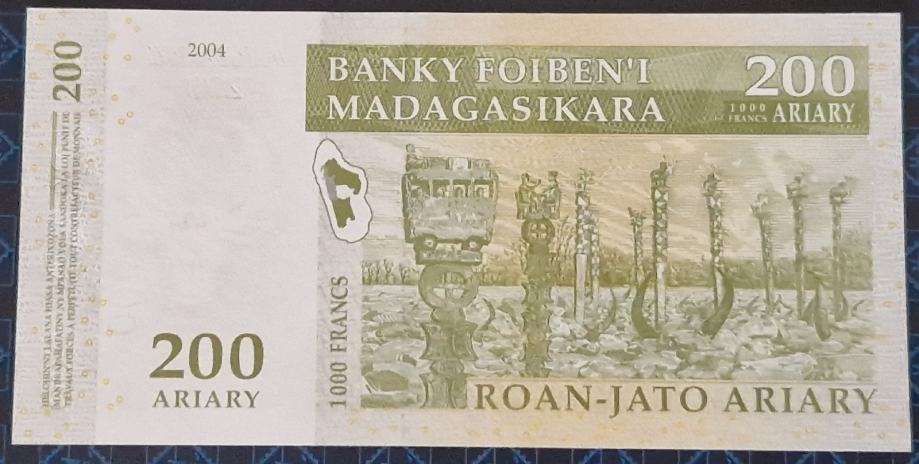 200
2004
BANKY FOIBEN'I
MADAGASIKARA
200
1000
FRANCS
ARIARY
1000 FRANCS
200
ARIARY
ROAN-JATO ARIARY